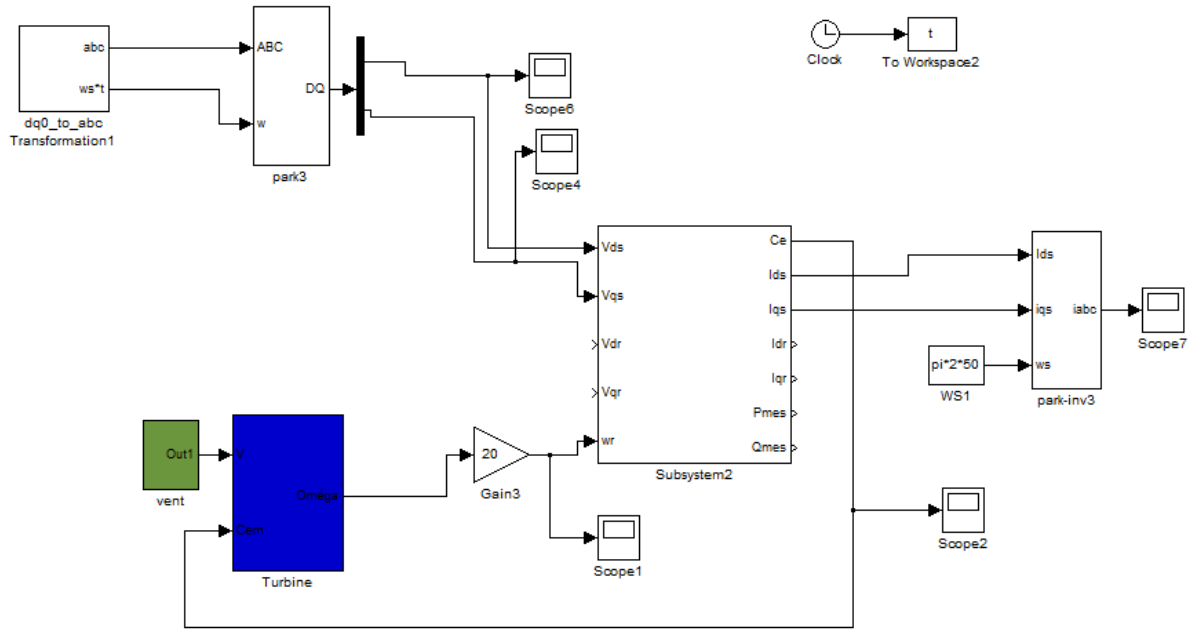 abc
ws*t
dq0_to_abc
Transformation1
ABC
w
DQ
park3
Scope6
Scope4
Clock
t
To Workspace2
Vds
Vqs
Vdr
Vqr
wr
Ce
Ids
Iqs
Idr
Iqr
Pmes
Qmes
Subsystem2
Ids
iqs
ws
iabc
park-inv3
Scope7
pi*2*50
WS1
Out1
vent
V
Omega
Cem
Turbine
20
Gain3
Scope1
Scope2